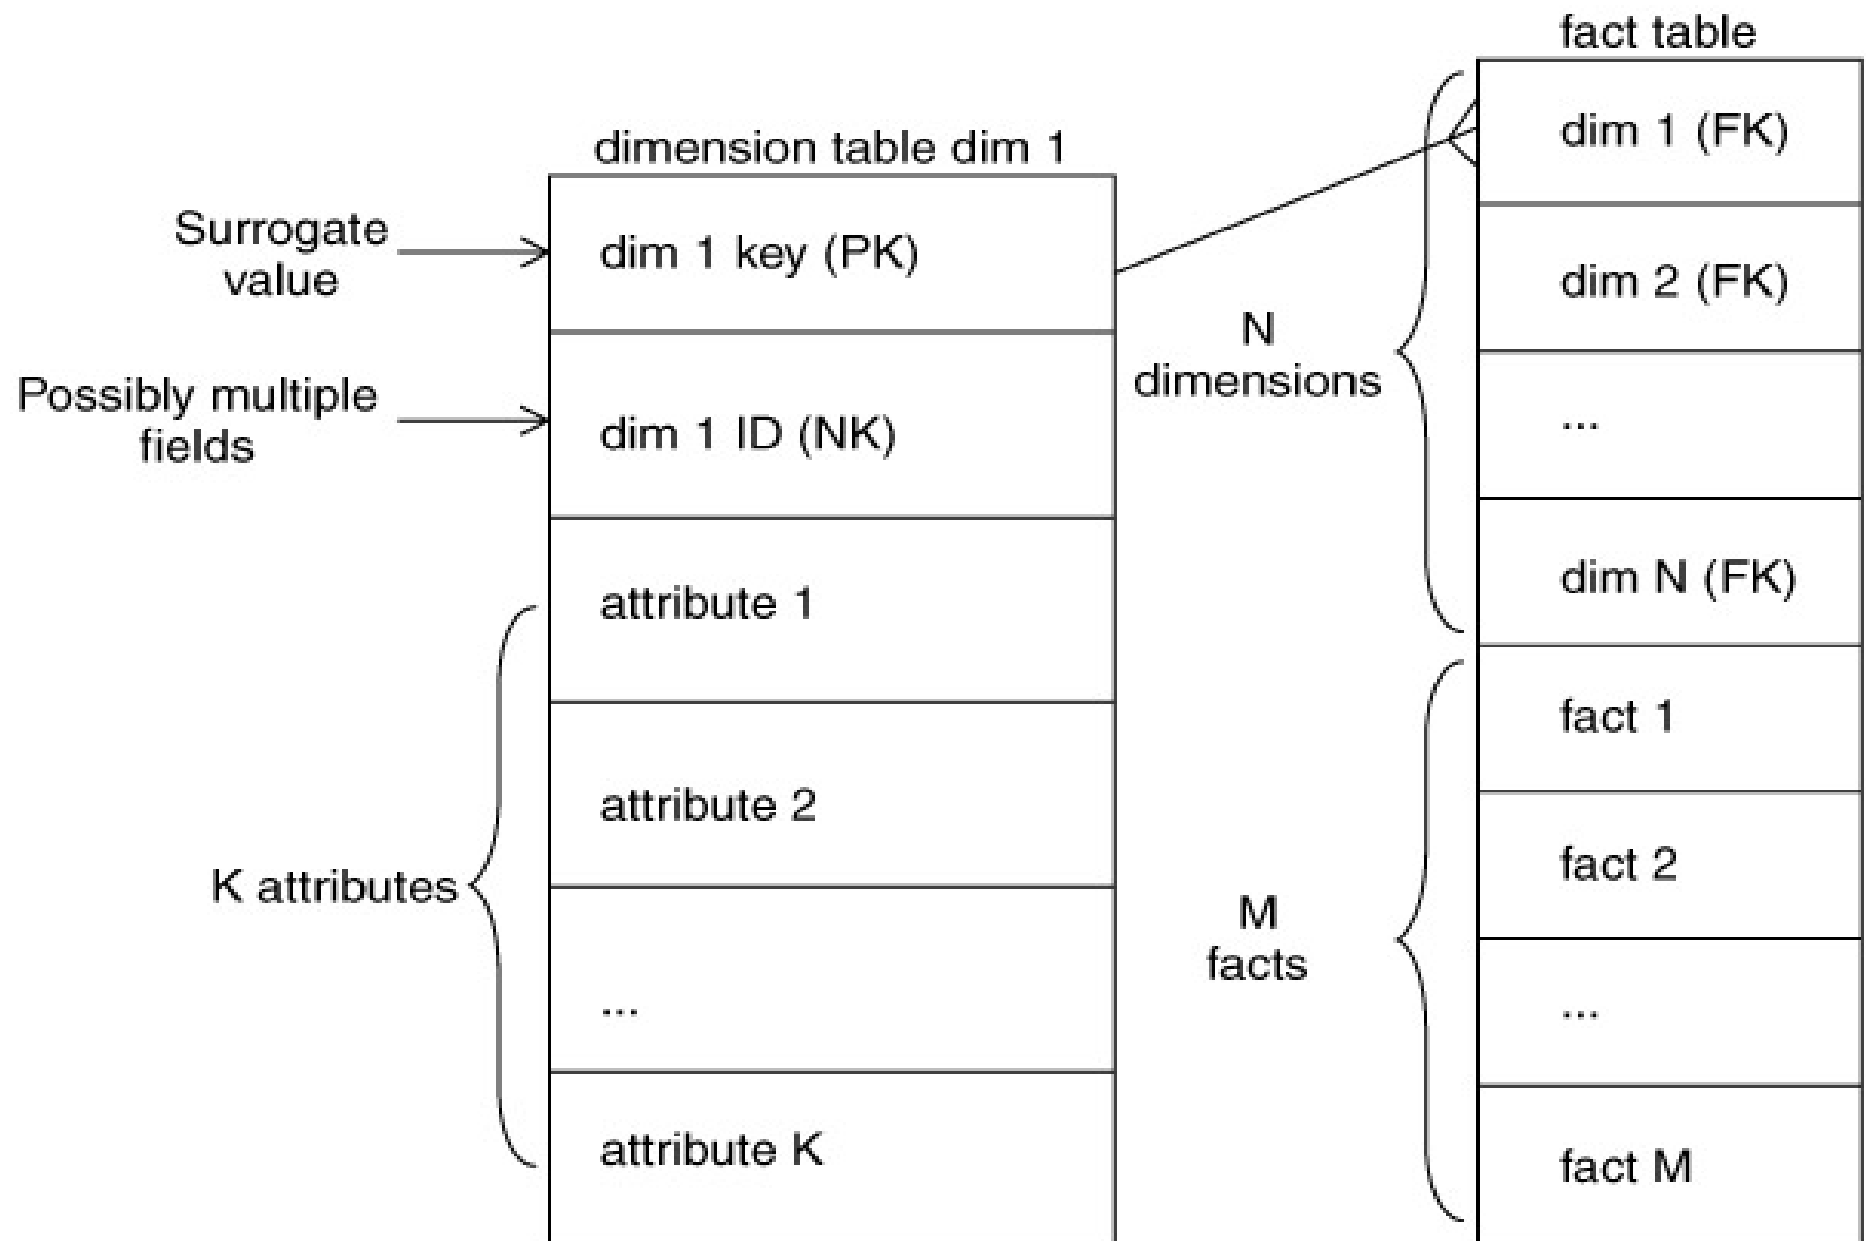 fact table
dim 1 (FK)
dim 2 (FK)
...
dim N (FK)
fact 1
fact 2
...
fact M
dimension table dim 1
dim 1 key (PK)
dim 1 ID (NK)
attribute 1
attribute 2
...
attribute K
Surrogate
value
Possibly multiple
fields
K attributes
N
dimensions
M
facts